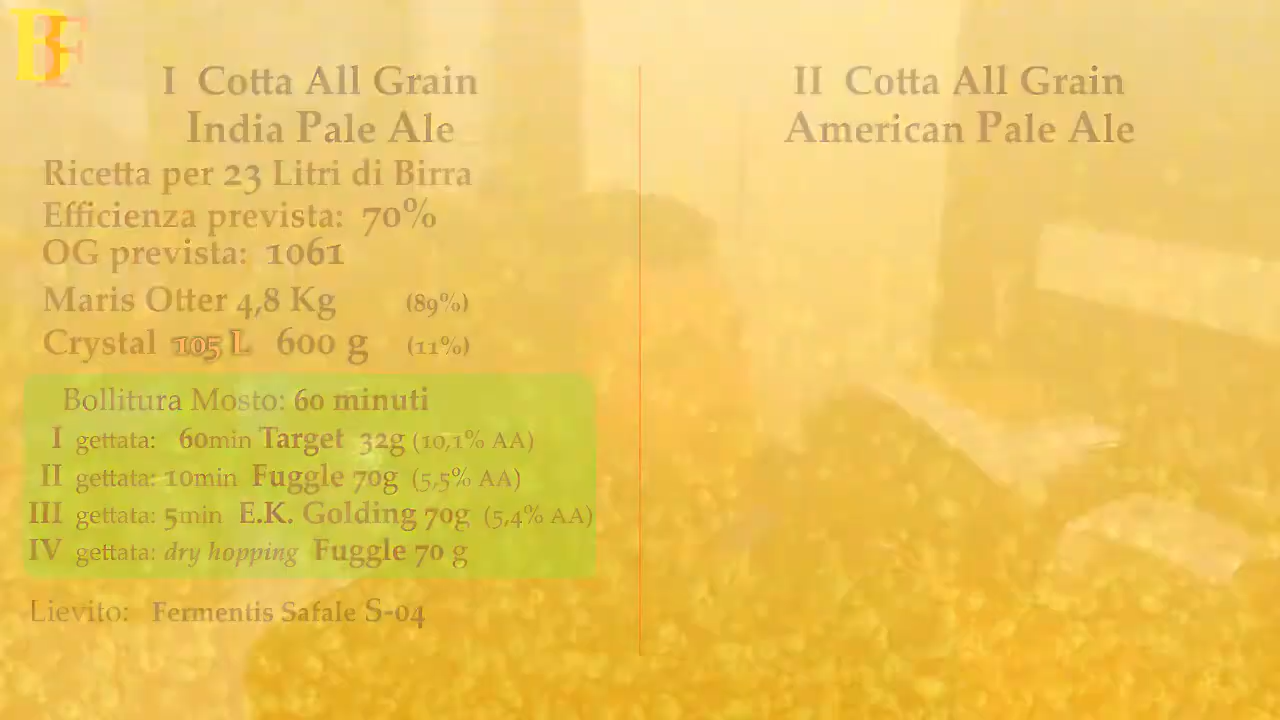 BF
I Cotta All Grain
India Pale Ale
Ricetta per 23 Litri di Birra
Efficienza prevista: 70%
OG prevista: 1061
Maris Otter 4,8 Kg (89%)
Crystal 105 L 600 g (11%)
Bollitura Mosto: 60 minuti
I gettata: 60min Target 32g (10,1% AA)
II gettata: 10min Fuggle 70g (5,5% AA)
III gettata: 5min E.K. Golding 70g (5,4% AA)
IV gettata: dry hopping Fuggle 70 g
Lievito: Fermentis Safale S-04
II Cotta All Grain
American Pale Ale